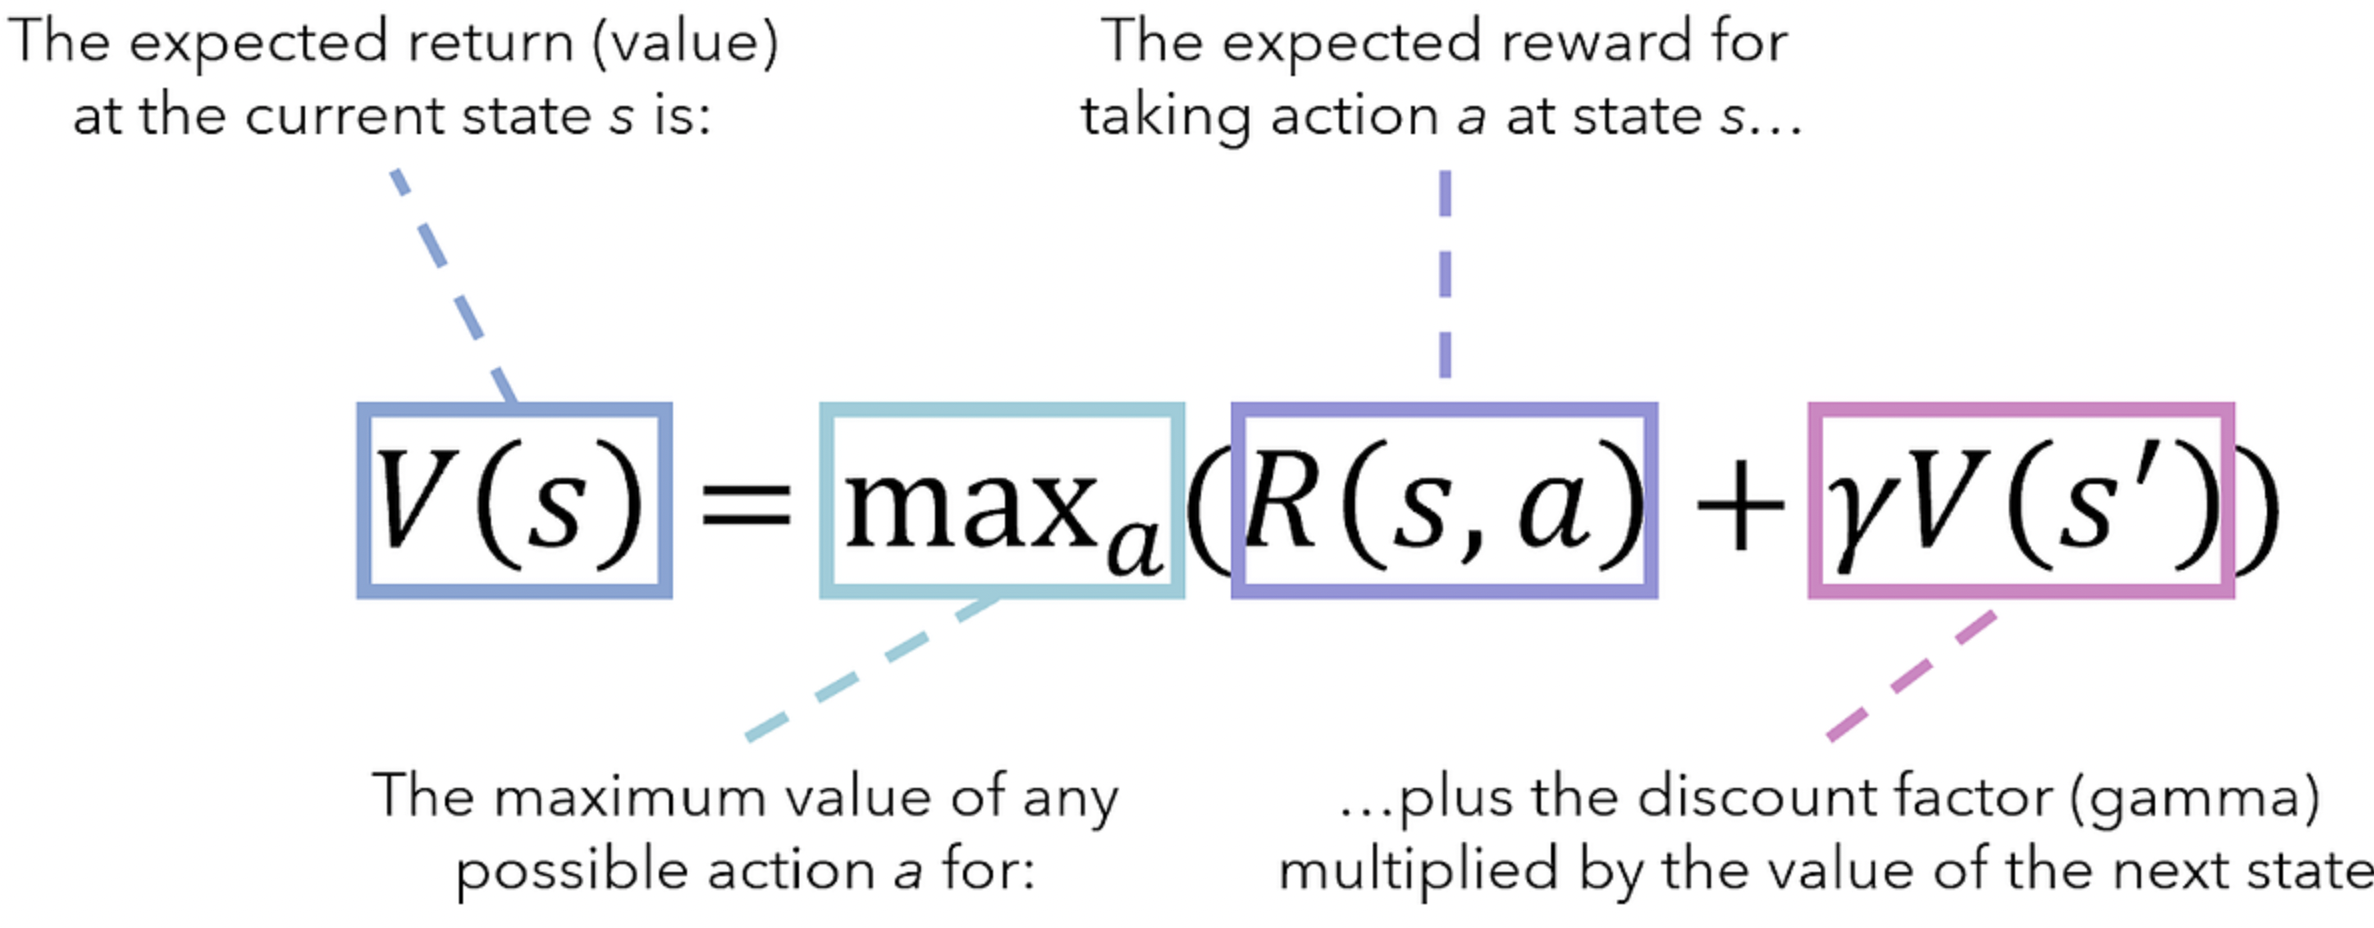 The expected return (value)
at the current state s is:
The expected reward for
taking action a at state s…
V(s) = maxₐ(R(s, a) + γV(s′))
The maximum value of any
possible action a for:
…plus the discount factor (gamma)
multiplied by the value of the next state